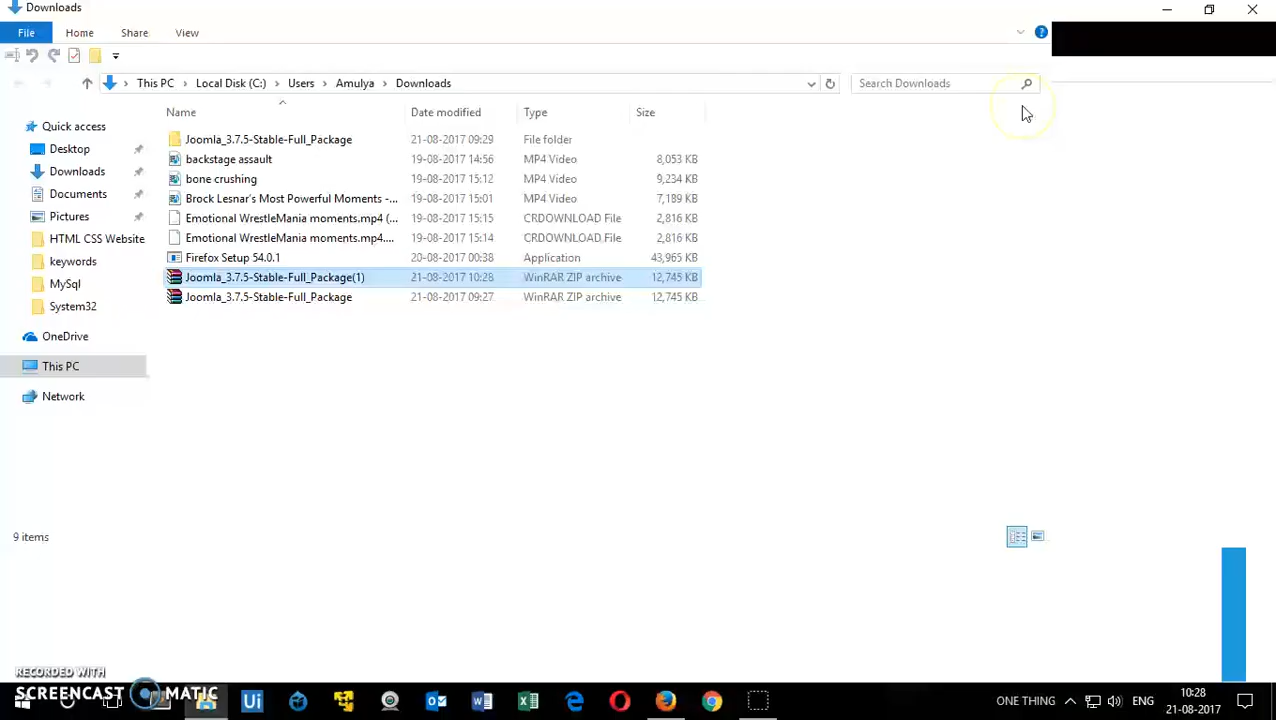 Downloads
File Home Share View
This PC Local Disk (C:) Users Amulya Downloads Search Downloads
Name Date modified Type Size
Quick access
Desktop
Downloads
Documents
Pictures
HTML CSS Website
keywords
MySql
System32
OneDrive
This PC
Network
Joomla_3.7.5-Stable-Full_Package 21-08-2017 09:29 File folder
backstage assault 19-08-2017 14:56 MP4 Video 8,053 KB
bone crushing 19-08-2017 15:12 MP4 Video 9,234 KB
Brock Lesnar's Most Powerful Moments -... 19-08-2017 15:01 MP4 Video 7,189 KB
Emotional WrestleMania moments.mp4 (... 19-08-2017 15:15 CRDOWNLOAD File 2,816 KB
Emotional WrestleMania moments.mp4.... 19-08-2017 15:14 CRDOWNLOAD File 2,816 KB
Firefox Setup 54.0.1 20-08-2017 00:38 Application 43,965 KB
Joomla_3.7.5-Stable-Full_Package(1) 21-08-2017 10:28 WinRAR ZIP archive 12,745 KB
Joomla_3.7.5-Stable-Full_Package 21-08-2017 09:27 WinRAR ZIP archive 12,745 KB
9 items
RECORDED WITH
SCREENCAST MATIC
Ui
ONE THING ENG 10:28
21-08-2017